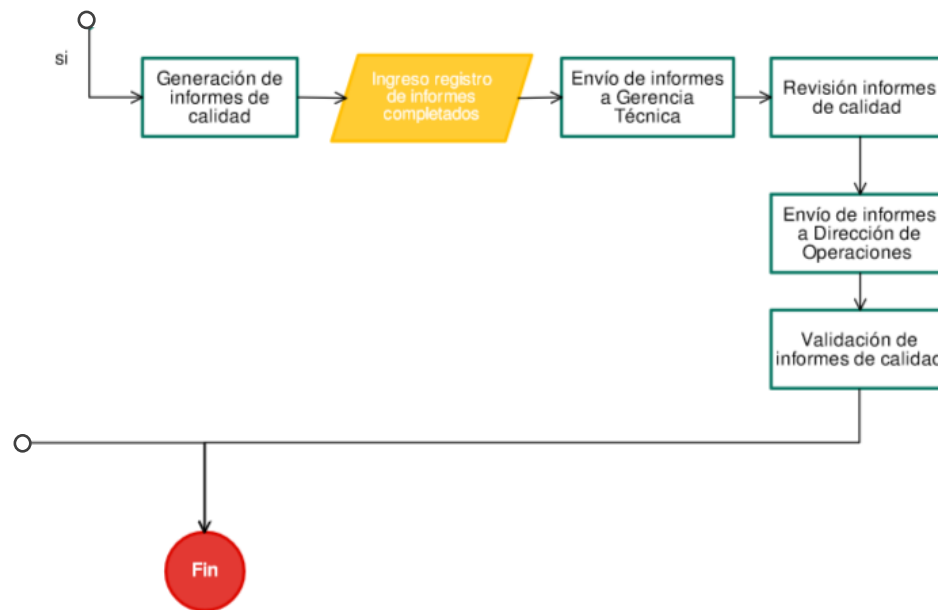 si
Generación de
informes de
calidad
Ingreso registro
de informes
completados
Envío de informes
a Gerencia
Técnica
Revisión informes
de calidad
Envío de informes
a Dirección de
Operaciones
Validación de
informes de calidad
Fin